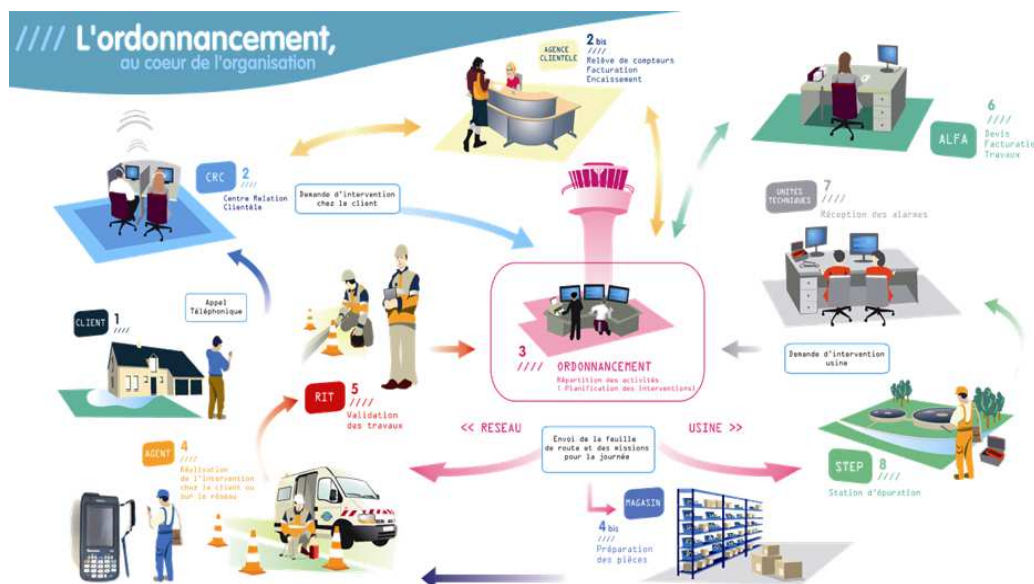 //// L'ordonnancement,
au coeur de l'organisation
AGENCE
CLIENTELE
2 bis
////
Relève de compteurs
Facturation
Encaissement
6
////
ALFA
Devis
Facturatio
Travaux
CRC
2
////
Centre Relation
Clientèle
Demande d'intervention
chez le client
UNITES
TECHNIQUES
7
////
Réception des alarmes
Appel
Téléphonique
CLIENT
1
////
3
////
ORDONNANCEMENT
Répartition des activités
( Planification des Interventions)
Demande d'intervention
usine
RIT
5
////
Validation
des travaux
<< RESEAU
USINE >>
Envoi de la feuille
de route et des missions
pour la journée
AGENT
4
////
Réalisation
de l'intervention
chez le client ou
sur le réseau
STEP
8
////
Station d'épuration
MAGASIN
4 bis
////
Préparation
des pièces